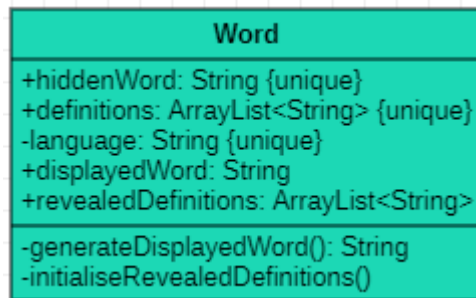 Word
+hiddenWord: String {unique}
+definitions: ArrayList<String> {unique}
-language: String {unique}
+displayedWord: String
+revealedDefinitions: ArrayList<String>
-generateDisplayedWord(): String
-initialiseRevealedDefinitions()